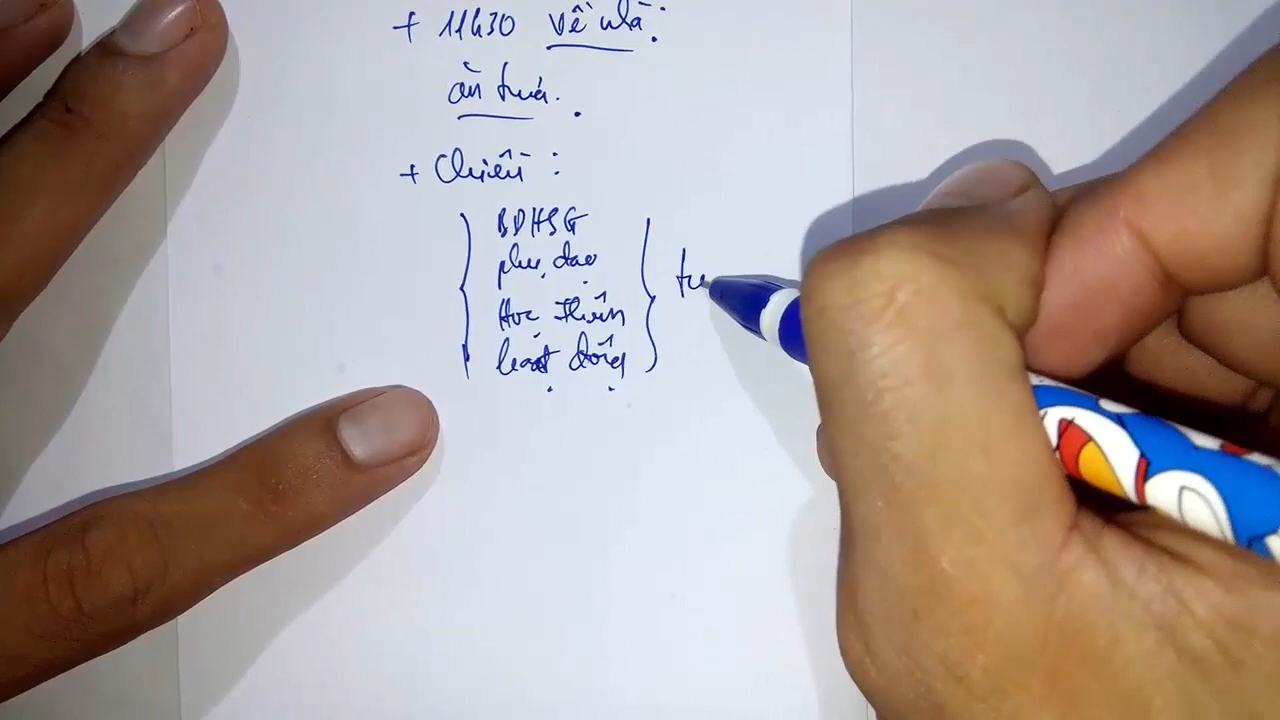 + 11h30 về nhà:
ăn trưa.
+ Chiều:
BDHSG
phụ đạo
Học thêm
hoạt động